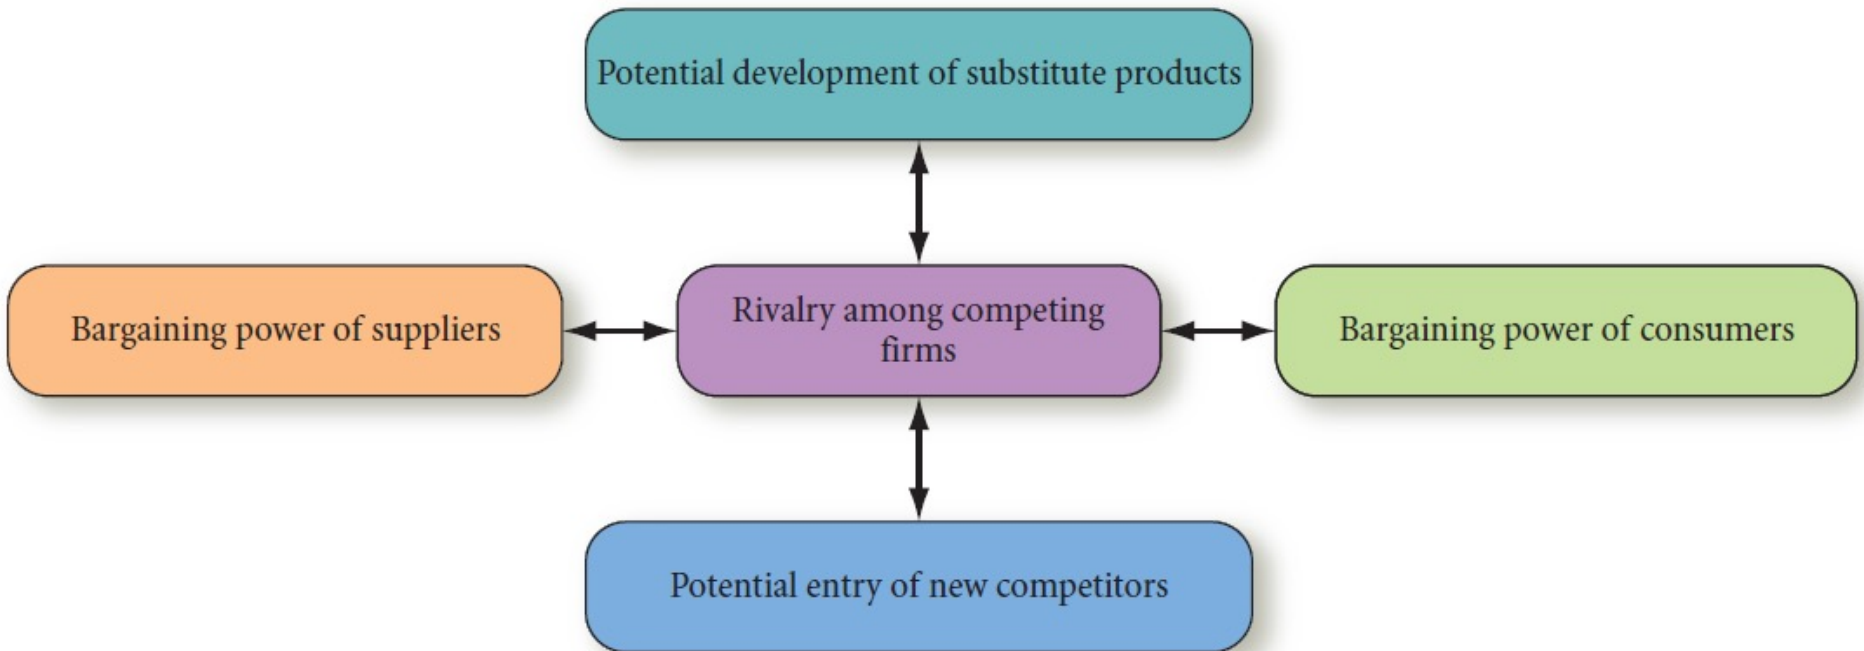 Potential development of substitute products
Bargaining power of suppliers
Rivalry among competing
firms
Bargaining power of consumers
Potential entry of new competitors